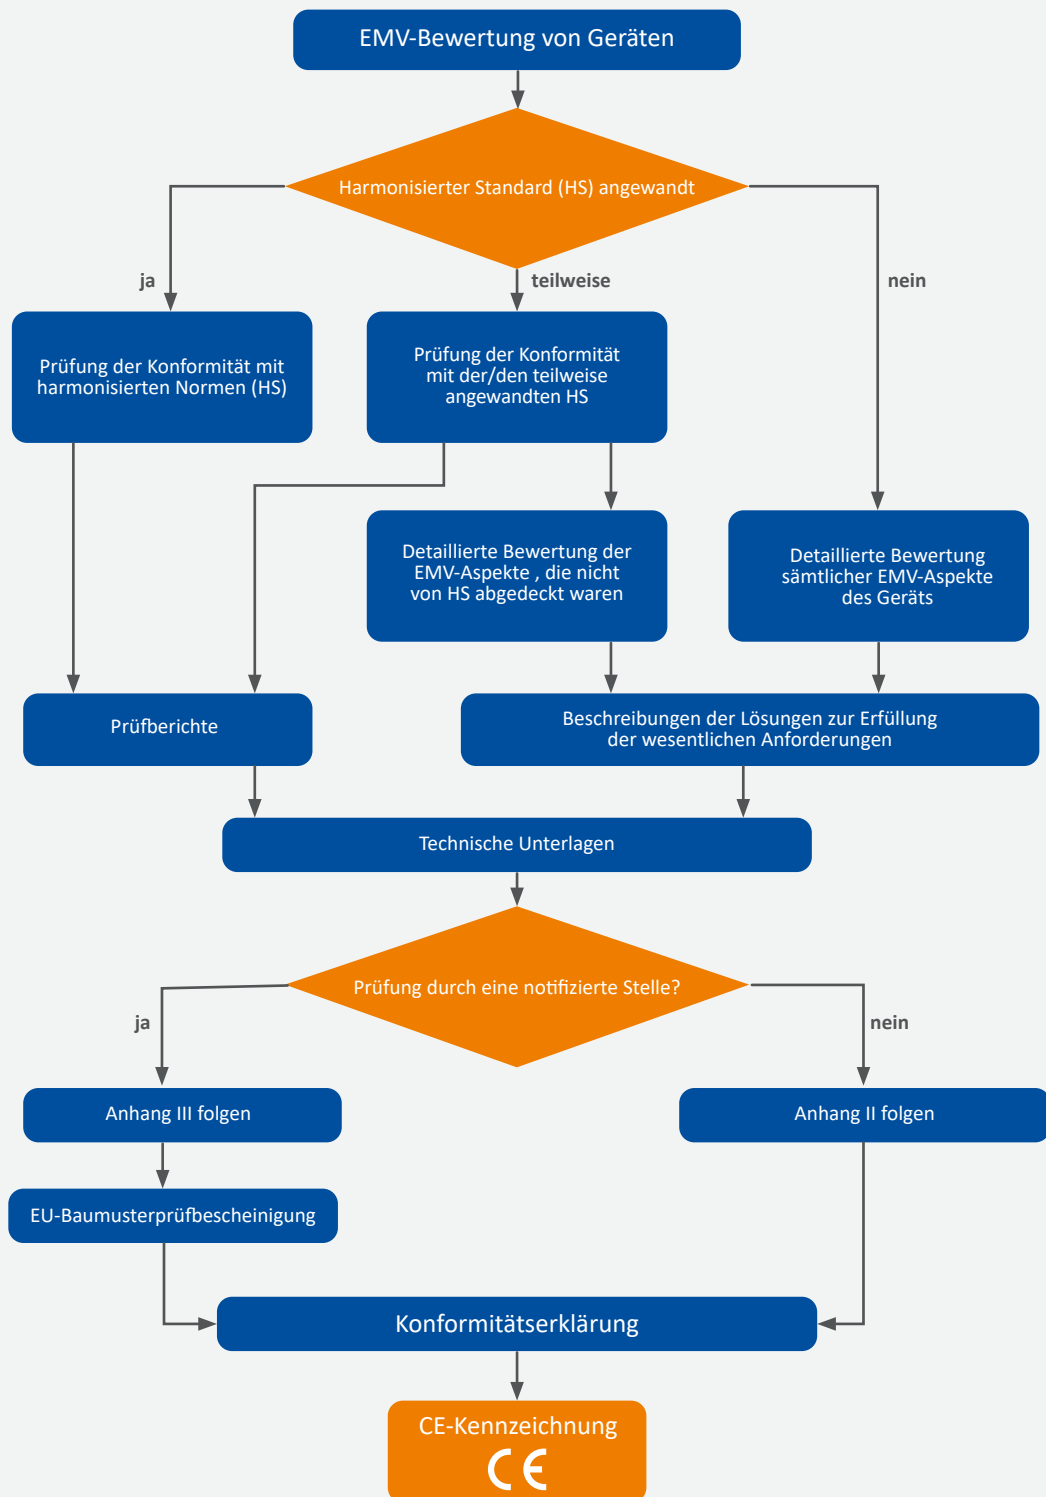 EMV-Bewertung von Geräten
Harmonisierter Standard (HS) angewandt
ja
teilweise
nein
Prüfung der Konformität mit
harmonisierten Normen (HS)
Prüfung der Konformität
mit der/den teilweise
angewandten HS
Detaillierte Bewertung der
EMV-Aspekte , die nicht
von HS abgedeckt waren
Detaillierte Bewertung
sämtlicher EMV-Aspekte
des Geräts
Prüfberichte
Beschreibungen der Lösungen zur Erfüllung
der wesentlichen Anforderungen
Technische Unterlagen
Prüfung durch eine notifizierte Stelle?
ja
nein
Anhang III folgen
Anhang II folgen
EU-Baumusterprüfbescheinigung
Konformitätserklärung
CE-Kennzeichnung
CE